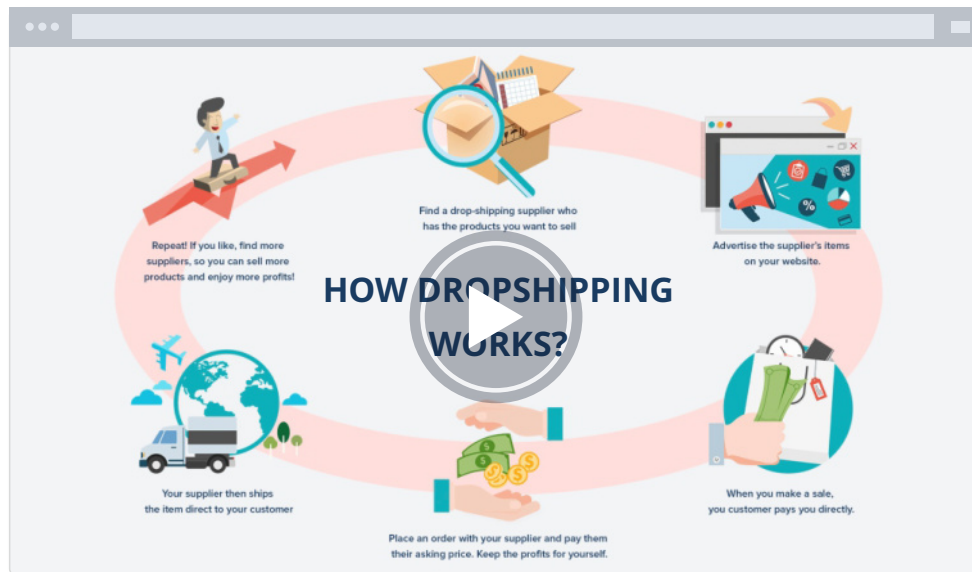 Find a drop-shipping supplier who
has the products you want to sell
Advertise the supplier's items
on your website.
Repeat! If you like, find more
suppliers, so you can sell more
products and enjoy more profits!
HOW DROPSHIPPING
WORKS?
When you make a sale,
you customer pays you directly.
Place an order with your supplier and pay them
their asking price. Keep the profits for yourself.
Your supplier then ships
the item direct to your customer